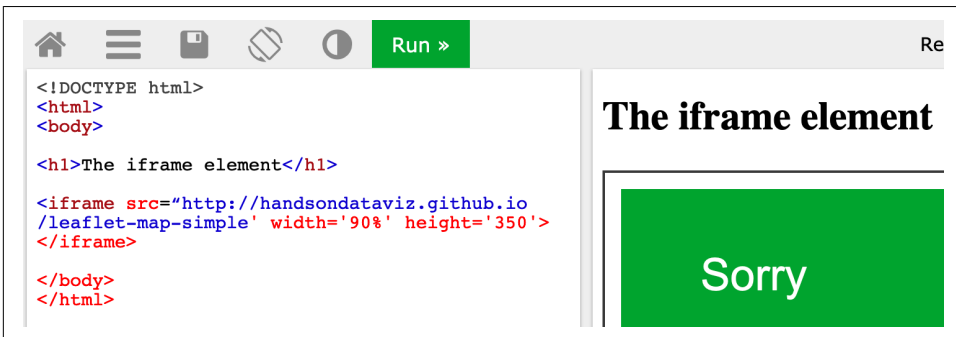 Run »
Re
<!DOCTYPE html>
<html>
<body>
<h1>The iframe element</h1>
<iframe src=“http://handsondataviz.github.io
/leaflet-map-simple' width='90%' height='350'>
</iframe>
</body>
</html>
The iframe element
Sorry